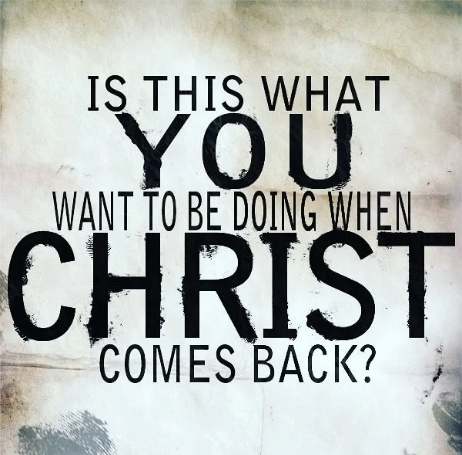 IS THIS WHAT
YOU
WANT TO BE DOING WHEN
CHRIST
COMES BACK?